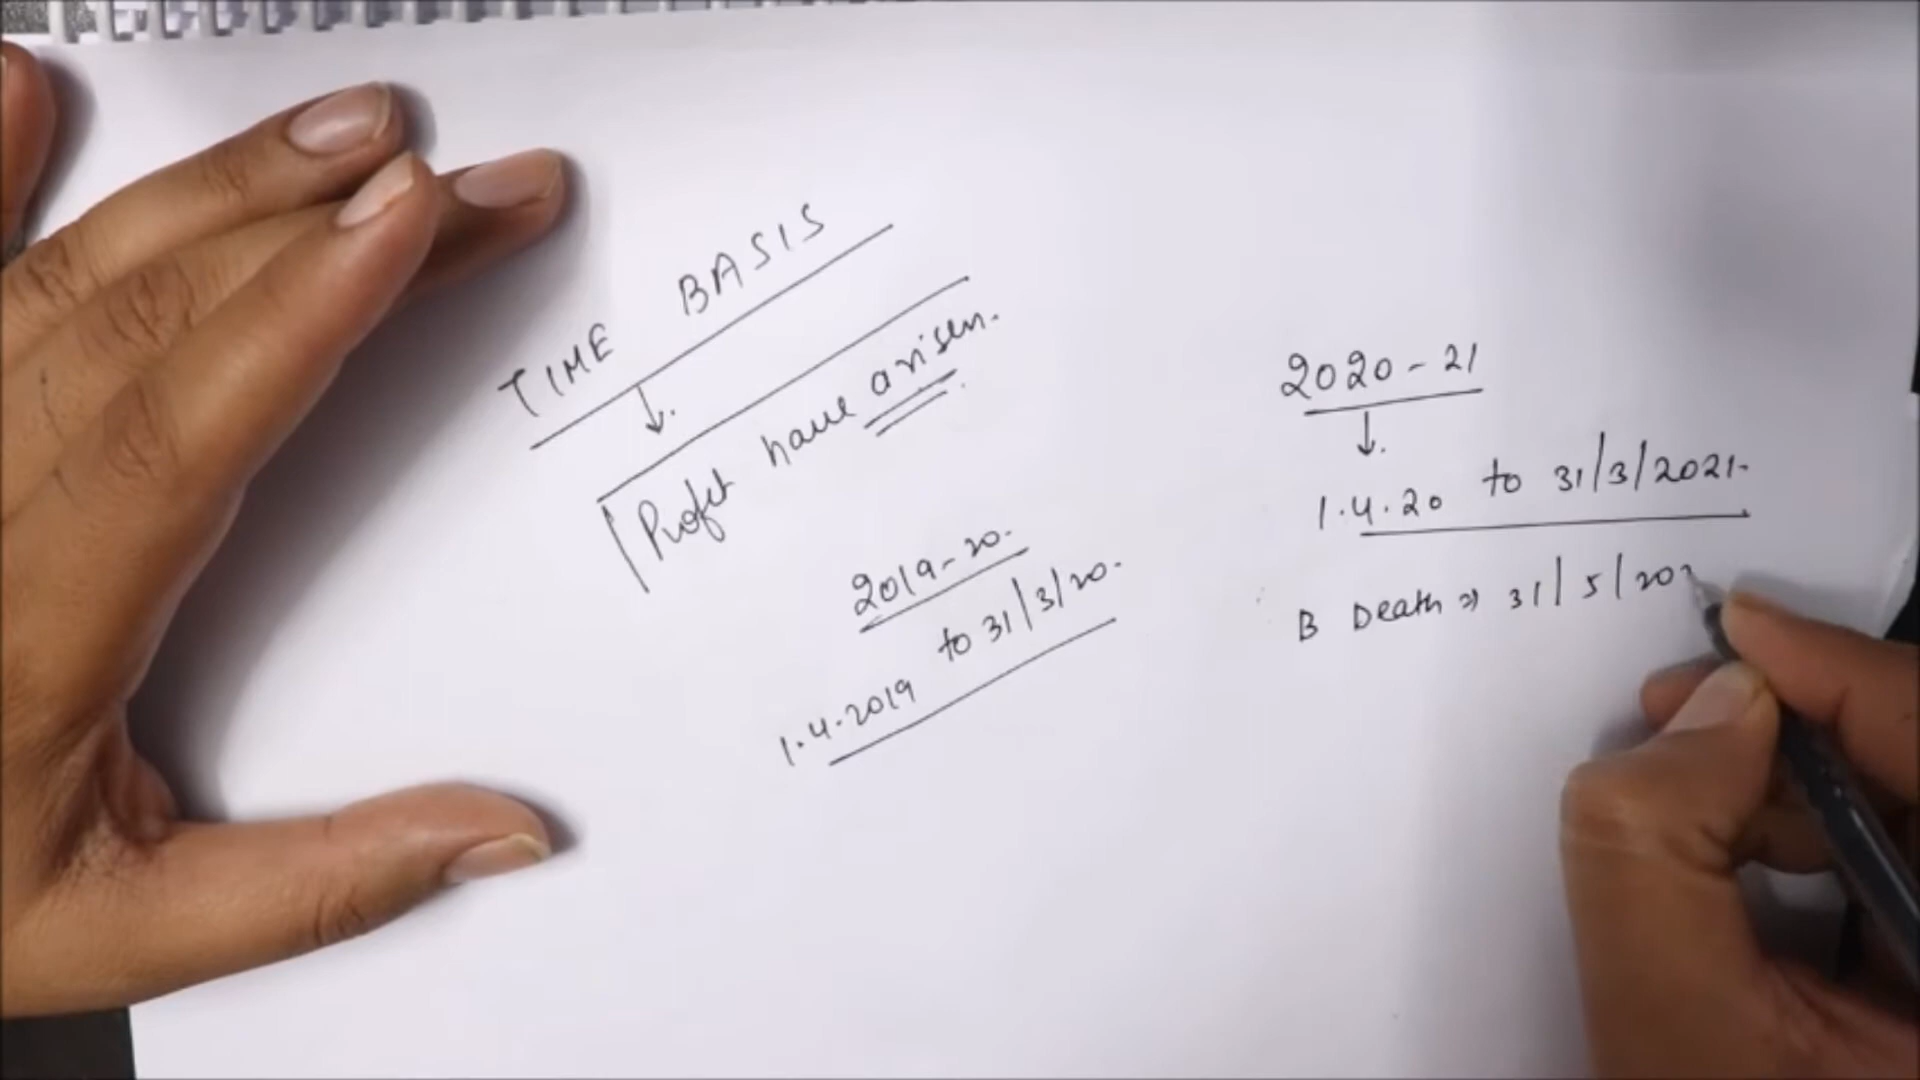 TIME BASIS
Profit have arisen.
2019-20.
1.4.2019 to 31/3/20.
2020-21
1.4.20 to 31/3/2021.
B Death ⇒ 31/5/202